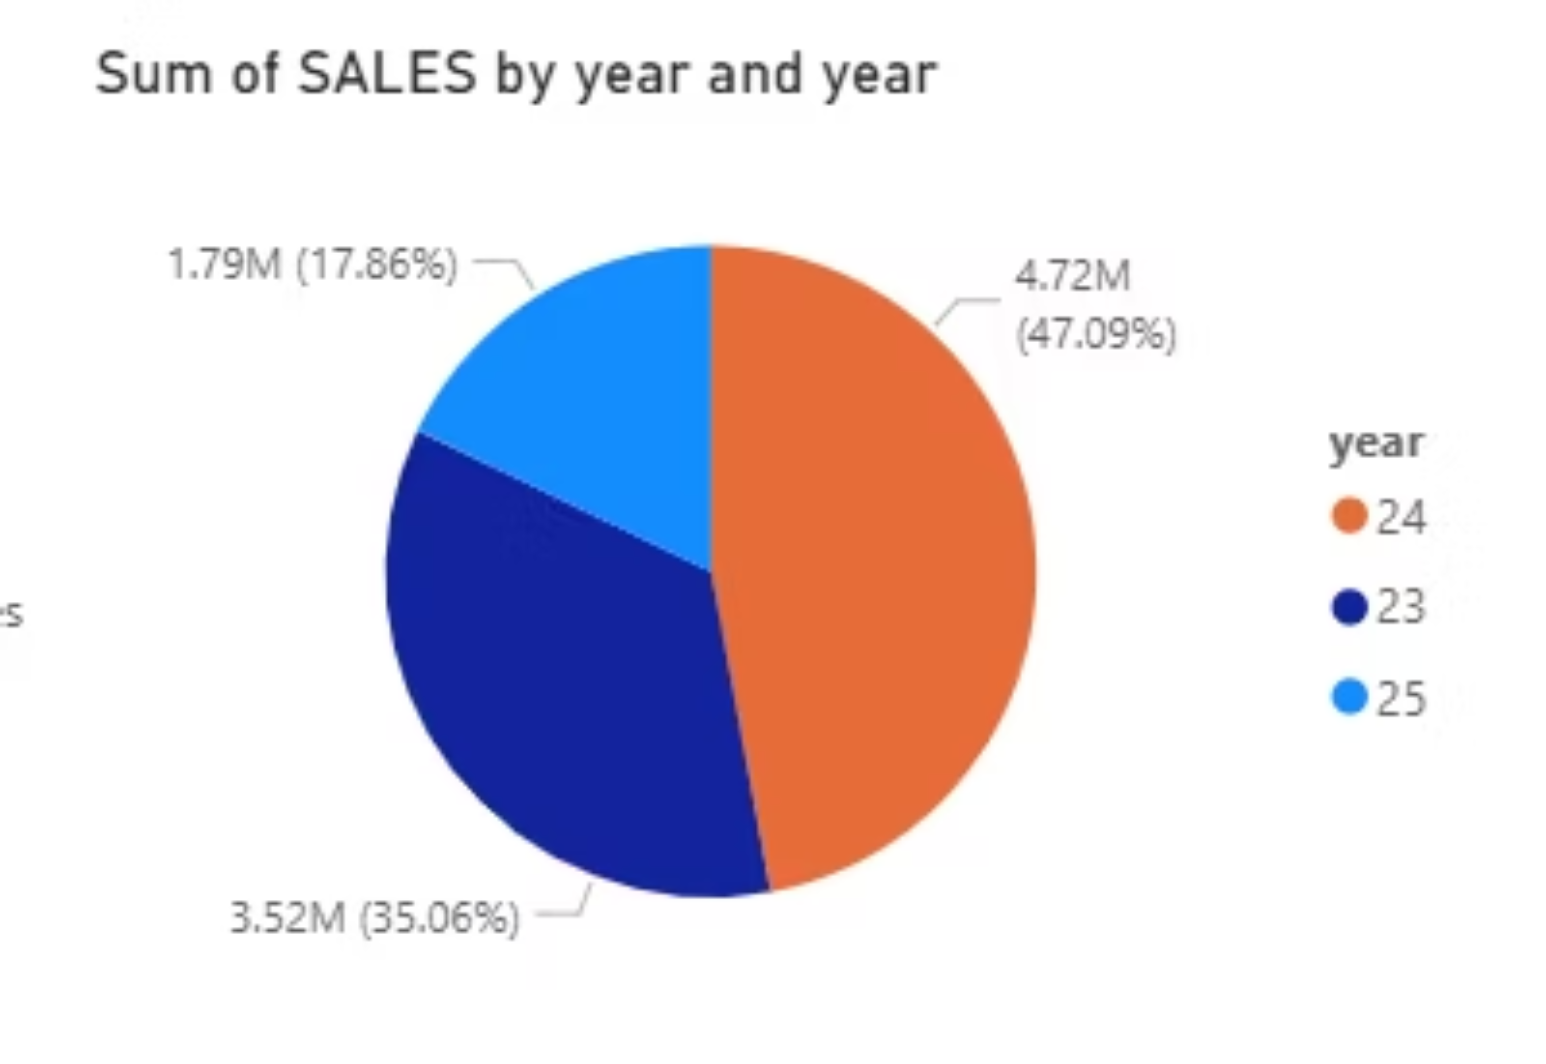 Sum of SALES by year and year
1.79M (17.86%)
4.72M
(47.09%)
year
24
23
25
3.52M (35.06%)